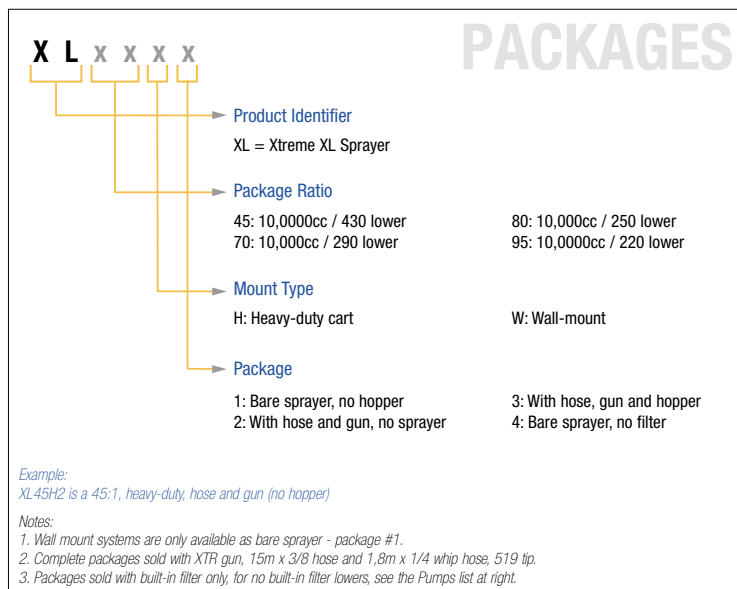 PACKAGES
X L x x x x
Product Identifier
XL = Xtreme XL Sprayer
Package Ratio
45: 10,0000cc / 430 lower
80: 10,000cc / 250 lower
70: 10,000cc / 290 lower
95: 10,0000cc / 220 lower
Mount Type
H: Heavy-duty cart
W: Wall-mount
Package
1: Bare sprayer, no hopper
3: With hose, gun and hopper
2: With hose and gun, no sprayer
4: Bare sprayer, no filter
Example:
XL45H2 is a 45:1, heavy-duty, hose and gun (no hopper)
Notes:
1. Wall mount systems are only available as bare sprayer - package #1.
2. Complete packages sold with XTR gun, 15m x 3/8 hose and 1,8m x 1/4 whip hose, 519 tip.
3. Packages sold with built-in filter only, for no built-in filter lowers, see the Pumps list at right.